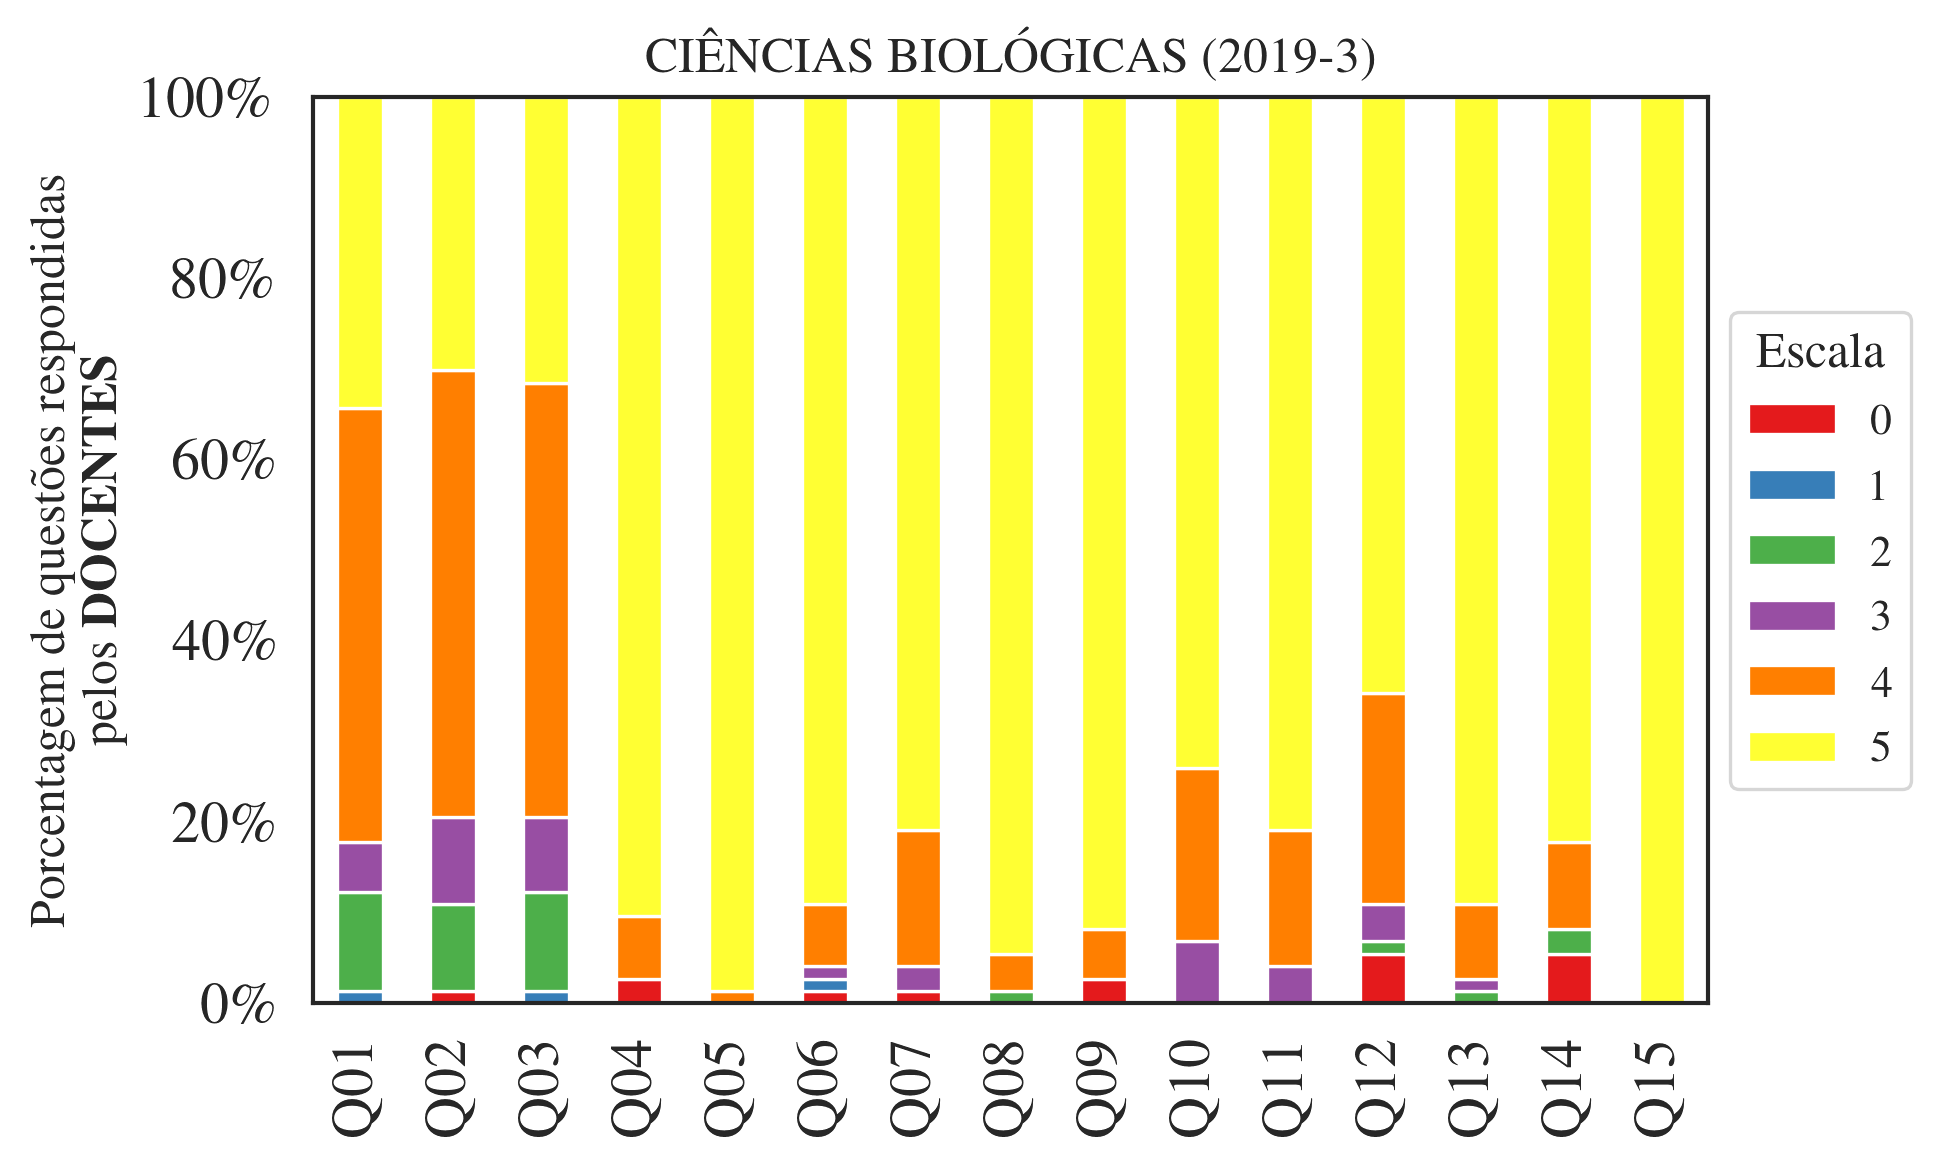 CIÊNCIAS BIOLÓGICAS (2019-3)
Porcentagem de questões respondidas
pelos DOCENTES
100%
80%
60%
40%
20%
0%
Q01
Q02
Q03
Q04
Q05
Q06
Q07
Q08
Q09
Q10
Q11
Q12
Q13
Q14
Q15
Escala
0
1
2
3
4
5